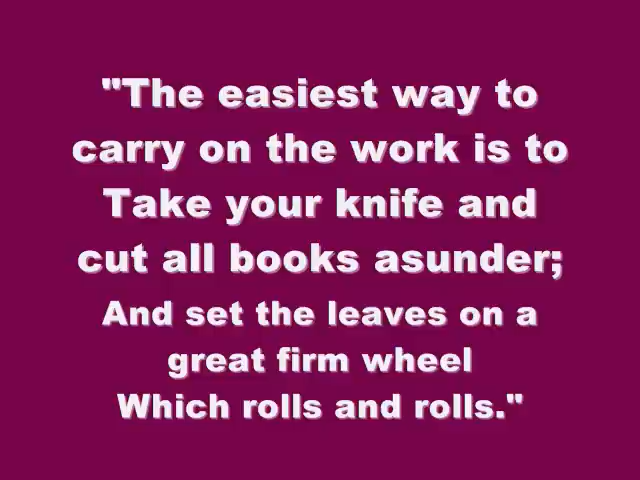 "The easiest way to
carry on the work is to
Take your knife and
cut all books asunder;
And set the leaves on a
great firm wheel
Which rolls and rolls."